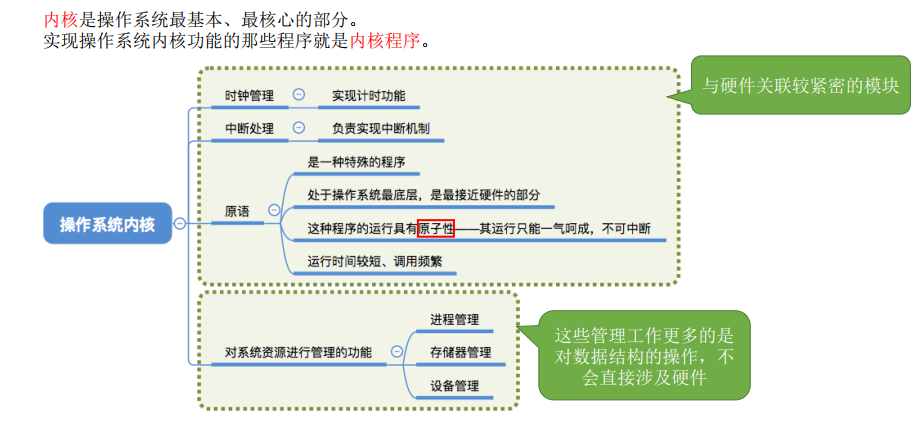 内核是操作系统最基本、最核心的部分。
实现操作系统内核功能的那些程序就是内核程序。
与硬件关联较紧密的模块
时钟管理
实现计时功能
中断处理
负责实现中断机制
是一种特殊的程序
处于操作系统最底层，是最接近硬件的部分
原语
这种程序的运行具有原子性——其运行只能一气呵成，不可中断
运行时间较短、调用频繁
操作系统内核
进程管理
对系统资源进行管理的功能
存储器管理
设备管理
这些管理工作更多的是
对数据结构的操作，不
会直接涉及硬件